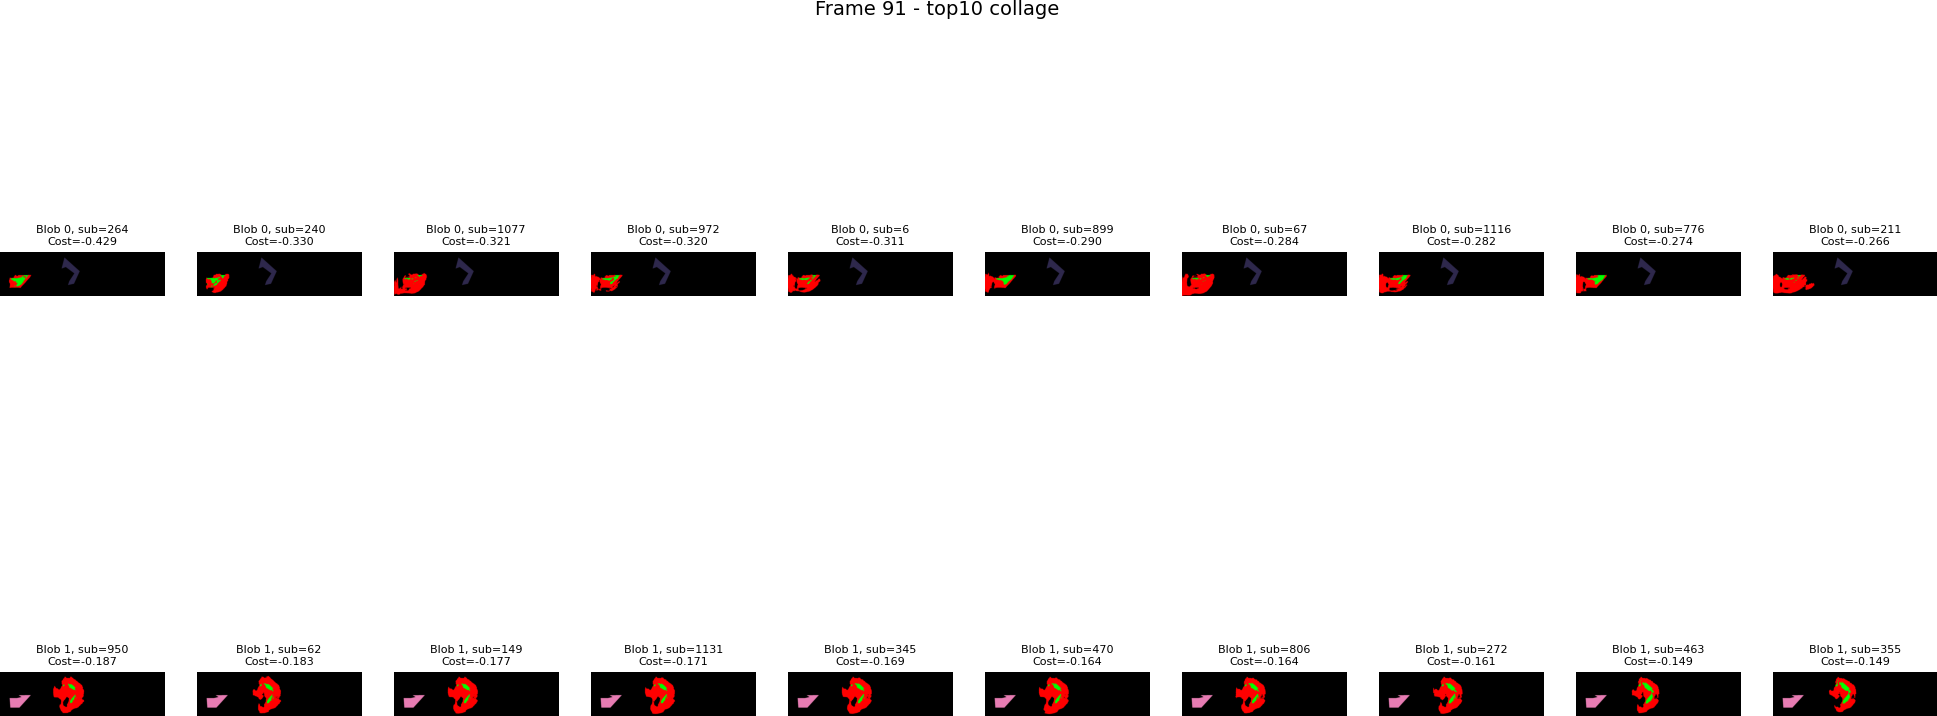 Frame 91 - top10 collage
Blob 0, sub=264
Cost=-0.429
Blob 0, sub=240
Cost=-0.330
Blob 0, sub=1077
Cost=-0.321
Blob 0, sub=972
Cost=-0.320
Blob 0, sub=6
Cost=-0.311
Blob 0, sub=899
Cost=-0.290
Blob 0, sub=67
Cost=-0.284
Blob 0, sub=1116
Cost=-0.282
Blob 0, sub=776
Cost=-0.274
Blob 0, sub=211
Cost=-0.266
Blob 1, sub=950
Cost=-0.187
Blob 1, sub=62
Cost=-0.183
Blob 1, sub=149
Cost=-0.177
Blob 1, sub=1131
Cost=-0.171
Blob 1, sub=345
Cost=-0.169
Blob 1, sub=470
Cost=-0.164
Blob 1, sub=806
Cost=-0.164
Blob 1, sub=272
Cost=-0.161
Blob 1, sub=463
Cost=-0.149
Blob 1, sub=355
Cost=-0.149